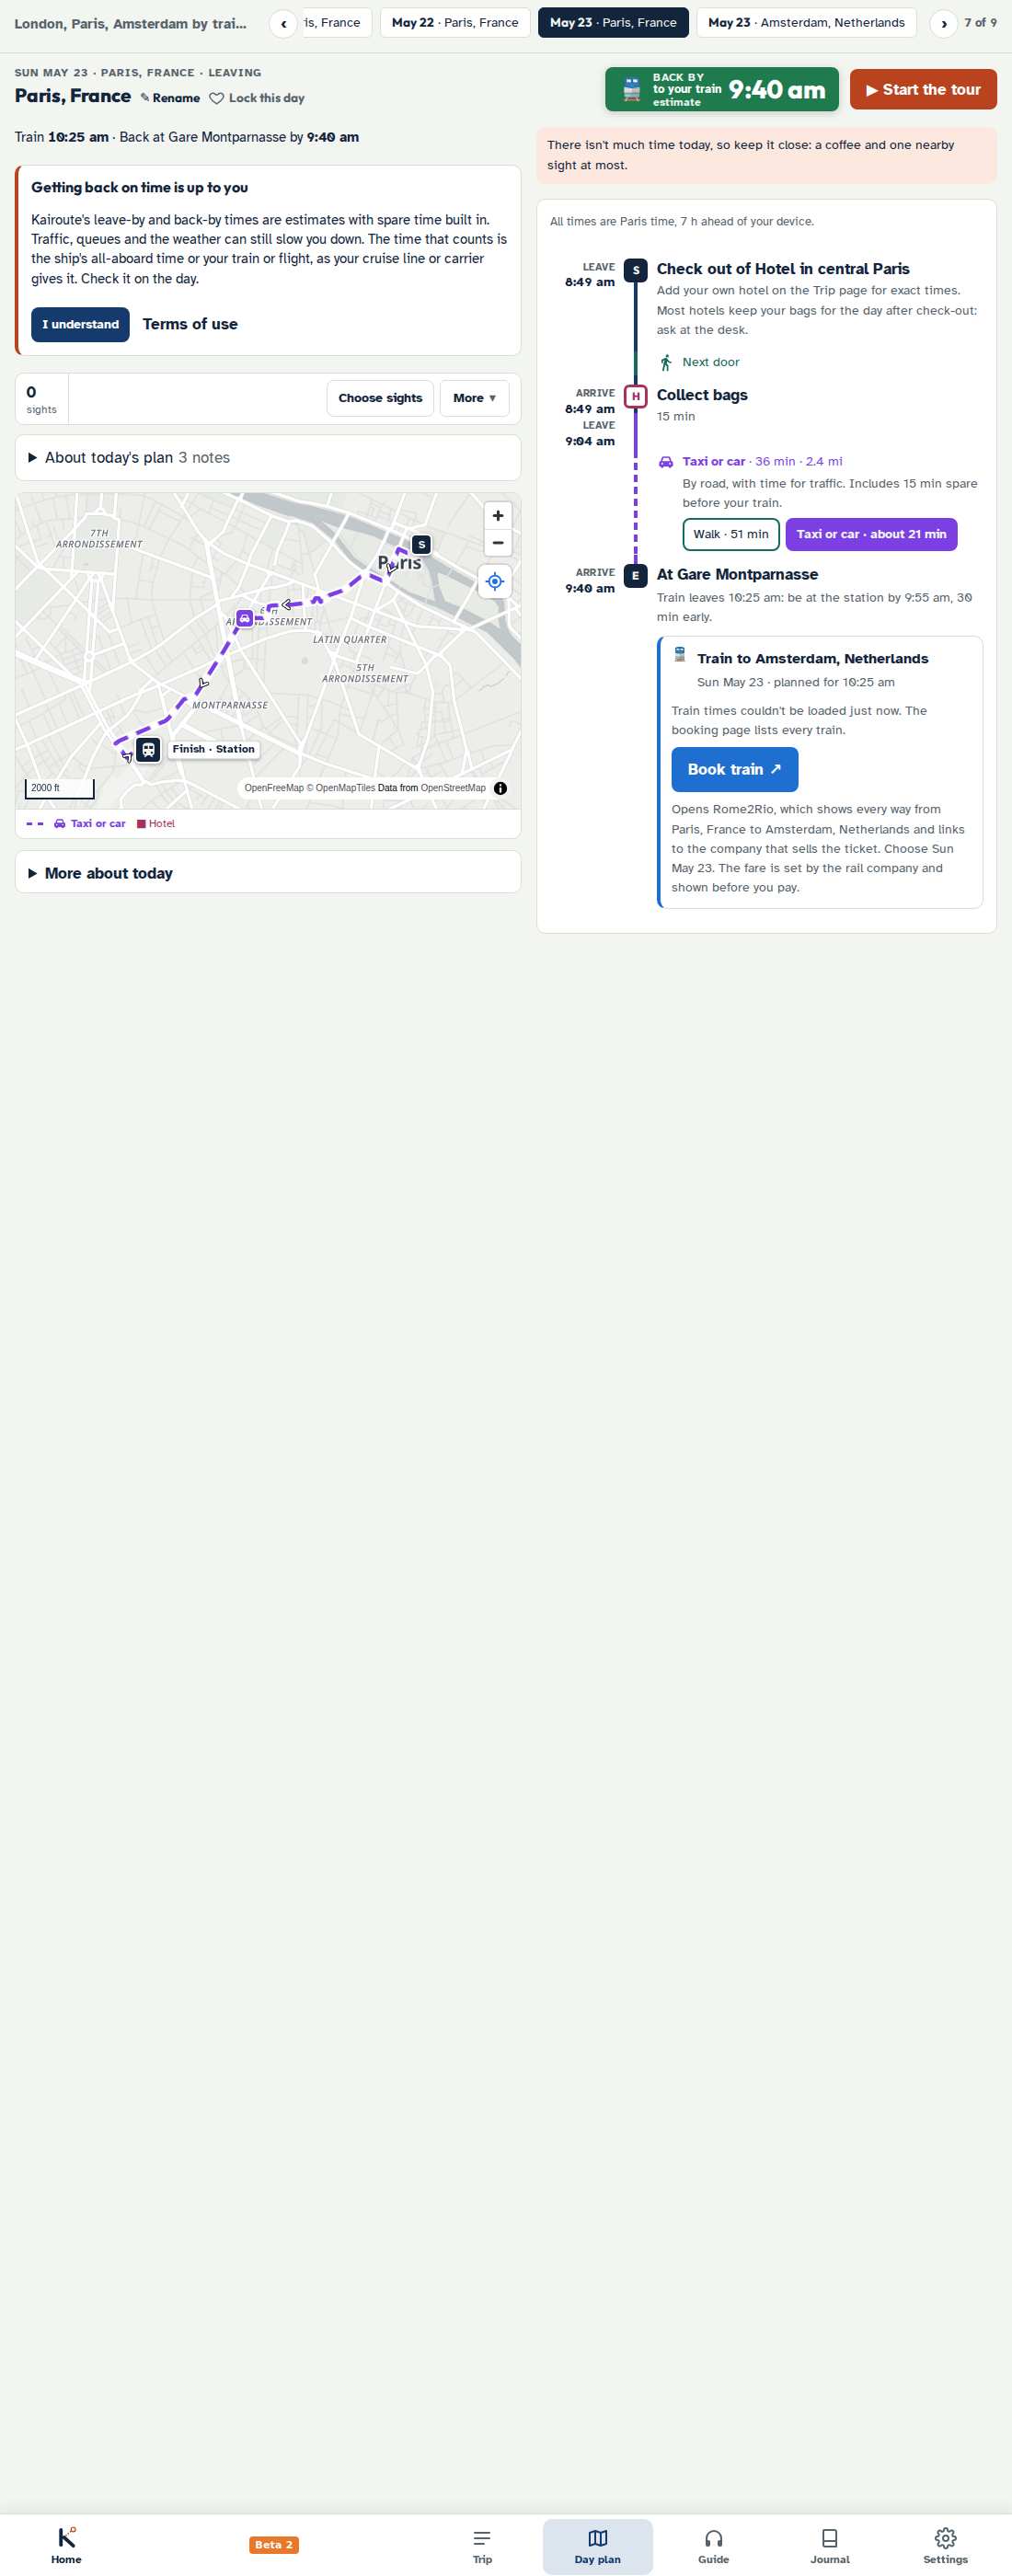 London, Paris, Amsterdam by trai...
‹
is, France
May 22 · Paris, France
May 23 · Paris, France
May 23 · Amsterdam, Netherlands
›
7 of 9
SUN MAY 23 · PARIS, FRANCE · LEAVING
Paris, France ✎ Rename Lock this day
BACK BY
to your train
estimate
9:40 am
▶ Start the tour
Train 10:25 am · Back at Gare Montparnasse by 9:40 am
Getting back on time is up to you
Kairoute's leave-by and back-by times are estimates with spare time built in.
Traffic, queues and the weather can still slow you down. The time that counts is
the ship's all-aboard time or your train or flight, as your cruise line or carrier
gives it. Check it on the day.
I understand
Terms of use
0
sights
Choose sights
More ▼
▶ About today's plan 3 notes
7TH
ARRONDISSEMENT
+
−
S
Paris
LATIN QUARTER
5TH
ARRONDISSEMENT
MONTPARNASSE
Finish · Station
2000 ft
OpenFreeMap © OpenMapTiles Data from OpenStreetMap
Taxi or car
Hotel
▶ More about today
There isn't much time today, so keep it close: a coffee and one nearby
sight at most.
All times are Paris time, 7 h ahead of your device.
LEAVE
8:49 am
S
Check out of Hotel in central Paris
Add your own hotel on the Trip page for exact times.
Most hotels keep your bags for the day after check-out:
ask at the desk.
Next door
ARRIVE
8:49 am
LEAVE
9:04 am
H
Collect bags
15 min
Taxi or car · 36 min · 2.4 mi
By road, with time for traffic. Includes 15 min spare
before your train.
Walk · 51 min
Taxi or car · about 21 min
ARRIVE
9:40 am
E
At Gare Montparnasse
Train leaves 10:25 am: be at the station by 9:55 am, 30
min early.
Train to Amsterdam, Netherlands
Sun May 23 · planned for 10:25 am
Train times couldn't be loaded just now. The
booking page lists every train.
Book train ↗
Opens Rome2Rio, which shows every way from
Paris, France to Amsterdam, Netherlands and links
to the company that sells the ticket. Choose Sun
May 23. The fare is set by the rail company and
shown before you pay.
Home
Beta 2
Trip
Day plan
Guide
Journal
Settings